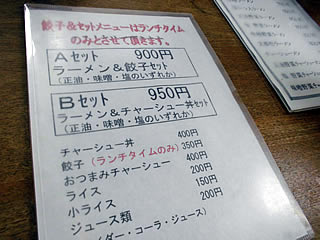 餃子&セットメニューはランチタイム
のみとさせて頂きます。
Aセット 900円
ラーメン&餃子セット
(正油・味噌・塩のいずれか)
Bセット 950円
ラーメン&チャーシュー丼セット
(正油・味噌・塩のいずれか)
チャーシュー丼 400円
餃子(ランチタイムのみ) 350円
おつまみチャーシュー 400円
ライス 200円
小ライス 150円
ジュース類 200円
ダー・コーラ・ジュース)